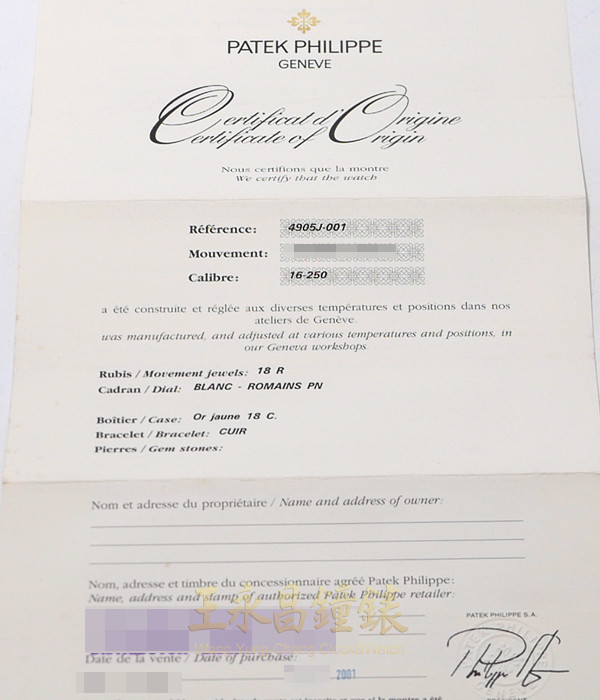 PATEK PHILIPPE
GENEVE
Certificat d'Origine
Certificate of Origin
Nous certifions que la montre
We certify that the watch
Référence: 4905J-001
Mouvement:
Calibre: 16-250
a été construite et réglée aux diverses températures et positions dans nos
ateliers de Genève.
was manufactured, and adjusted at various temperatures and positions, in
our Geneva workshops
Rubis / Movement jewels: 18 R
Cadran / Dial: BLANC - ROMAINS PN
Boîtier / Case: Or jaune 18 C.
Bracelet / Bracelet: CUIR
Pierres / Gem stones:
Nom et adresse du propriétaire / Name and address of owner:
Nom, adresse et timbre du concessionnaire agréé Patek Philippe:
Name, address and stamp of authorized Patek Philippe retailer:
王永昌鐘錶
PATEK PHILIPPE S.A.
Date de la vente / Date of purchase:
2001